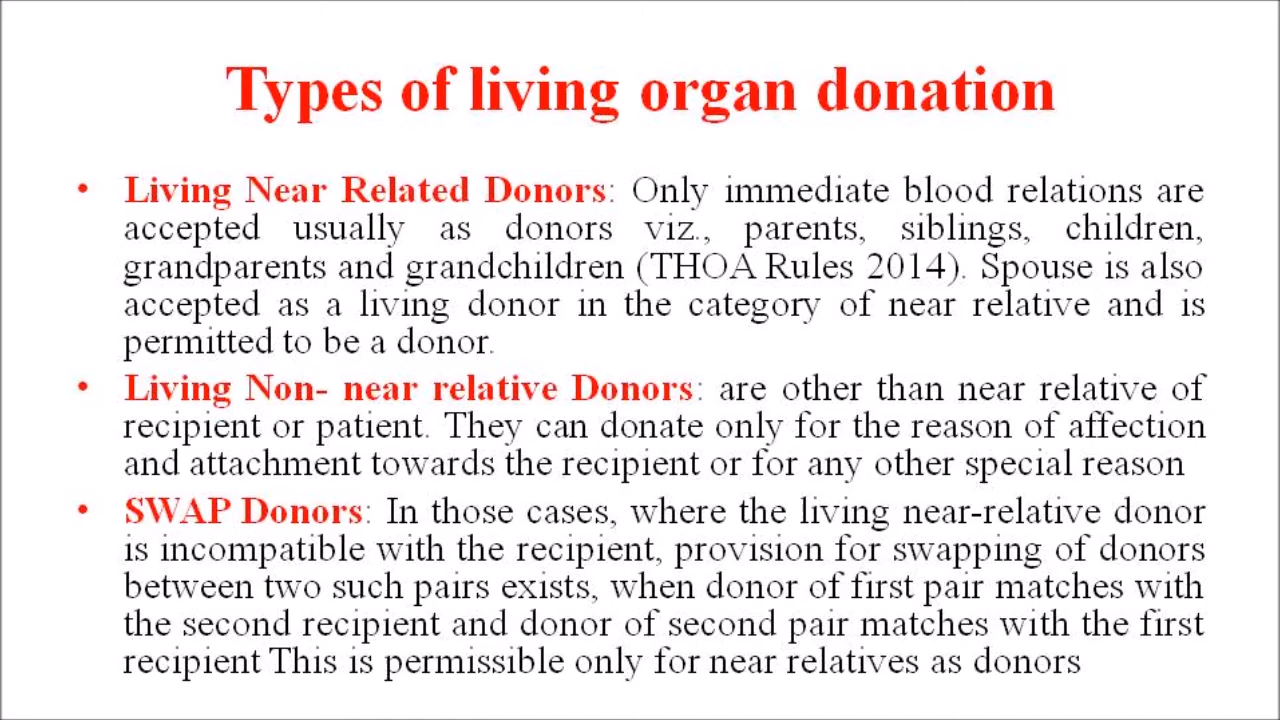 Types of living organ donation
• Living Near Related Donors: Only immediate blood relations are
accepted usually as donors viz., parents, siblings, children,
grandparents and grandchildren (THOA Rules 2014). Spouse is also
accepted as a living donor in the category of near relative and is
permitted to be a donor.
• Living Non- near relative Donors: are other than near relative of
recipient or patient. They can donate only for the reason of affection
and attachment towards the recipient or for any other special reason
• SWAP Donors: In those cases, where the living near-relative donor
is incompatible with the recipient, provision for swapping of donors
between two such pairs exists, when donor of first pair matches with
the second recipient and donor of second pair matches with the first
recipient This is permissible only for near relatives as donors